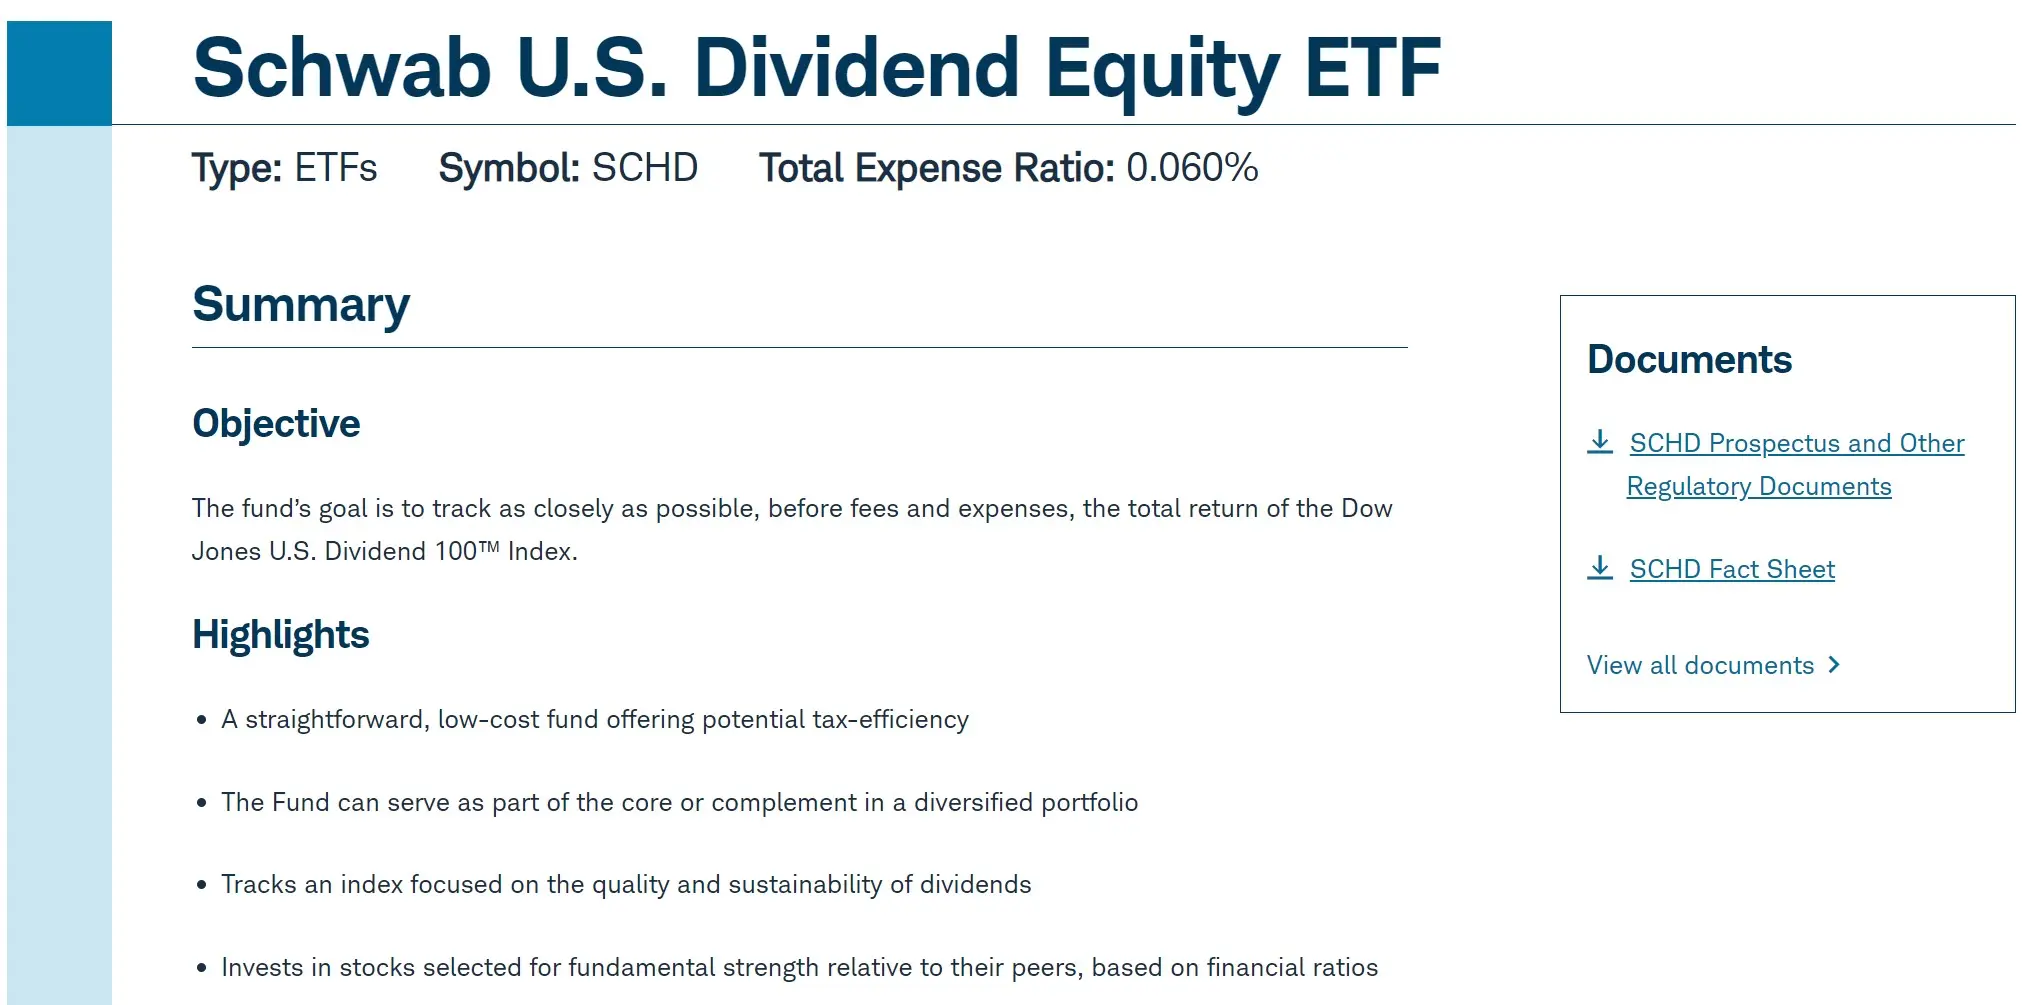 Schwab U.S. Dividend Equity ETF
Type: ETFs Symbol: SCHD Total Expense Ratio: 0.060%
Summary
Objective
The fund’s goal is to track as closely as possible, before fees and expenses, the total return of the Dow
Jones U.S. Dividend 100™ Index.
Highlights
• A straightforward, low-cost fund offering potential tax-efficiency
• The Fund can serve as part of the core or complement in a diversified portfolio
• Tracks an index focused on the quality and sustainability of dividends
• Invests in stocks selected for fundamental strength relative to their peers, based on financial ratios
Documents
SCHD Prospectus and Other
Regulatory Documents
SCHD Fact Sheet
View all documents